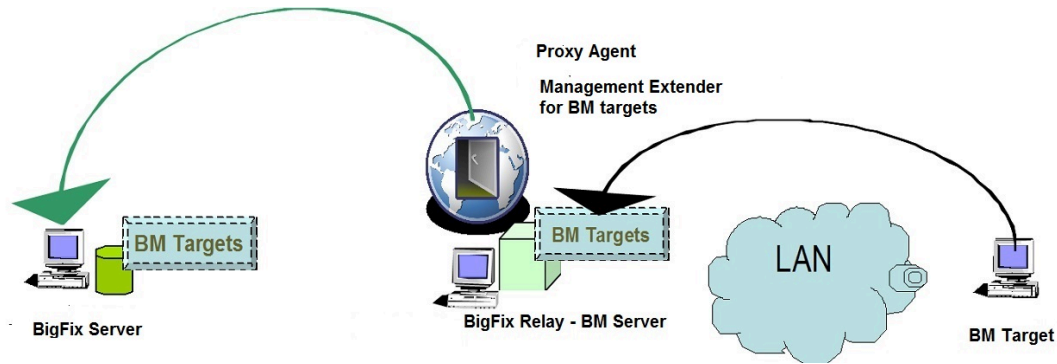 Proxy Agent
Management Extender
for BM targets
BM Targets
BM Targets
LAN
BigFix Server
BigFix Relay - BM Server
BM Target